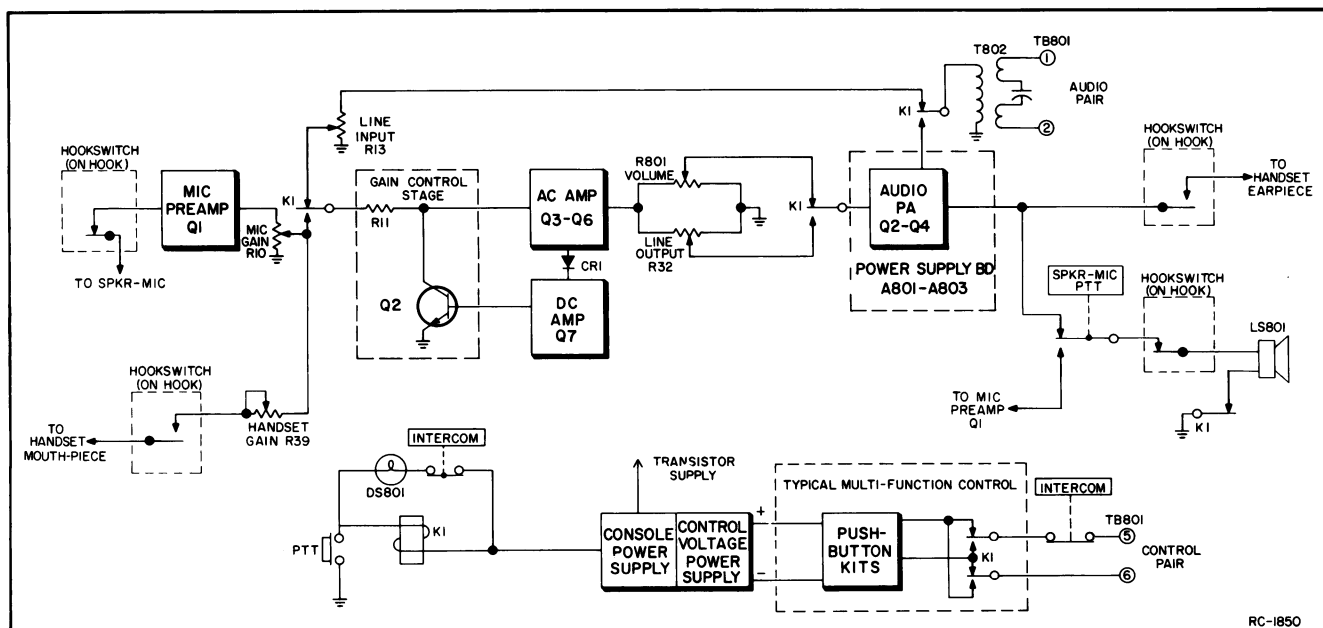 T802
TB801
1
AUDIO
PAIR
2
K1
LINE
INPUT
R13
HOOKSWITCH
(ON HOOK)
MIC
PREAMP
Q1
K1
MIC
GAIN
R10
TO SPKR-MIC
GAIN CONTROL
STAGE
R11
Q2
AC AMP
Q3-Q6
CR1
DC
AMP
Q7
R801
VOLUME
LINE
OUTPUT
R32
K1
AUDIO
PA
Q2-Q4
POWER SUPPLY BD
A801-A803
HOOKSWITCH
(ON HOOK)
TO
HANDSET
EARPIECE
SPKR-MIC
PTT
HOOKSWITCH
(ON HOOK)
LS801
TO MIC
PREAMP
Q1
K1
HOOKSWITCH
(ON HOOK)
TO
HANDSET
MOUTH-PIECE
HANDSET
GAIN R39
INTERCOM
DS801
K1
PTT
TRANSISTOR
SUPPLY
CONSOLE
POWER
SUPPLY
CONTROL
VOLTAGE
POWER
SUPPLY
+
−
TYPICAL MULTI-FUNCTION CONTROL
PUSH-
BUTTON
KITS
K1
INTERCOM
TB801
5
CONTROL
PAIR
6
RC-1850